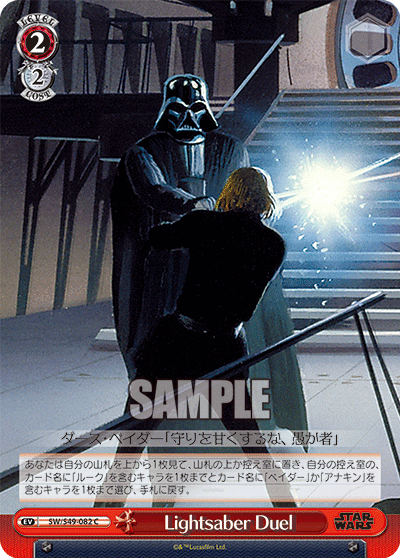 LEVEL
2
2
COST
SAMPLE
ダース・ベイダー「守りを甘くするな、愚か者」
あなたは自分の山札を上から1枚見て、山札の上か控え室に置き、自分の控え室の、
カード名に「ルーク」を含むキャラを1枚までとカード名に「ベイダー」か「アナキン」を
含むキャラを1枚まで選び、手札に戻す。
EV SW/S49-082 C Lightsaber Duel STAR WARS
©&™Lucasfilm Ltd.